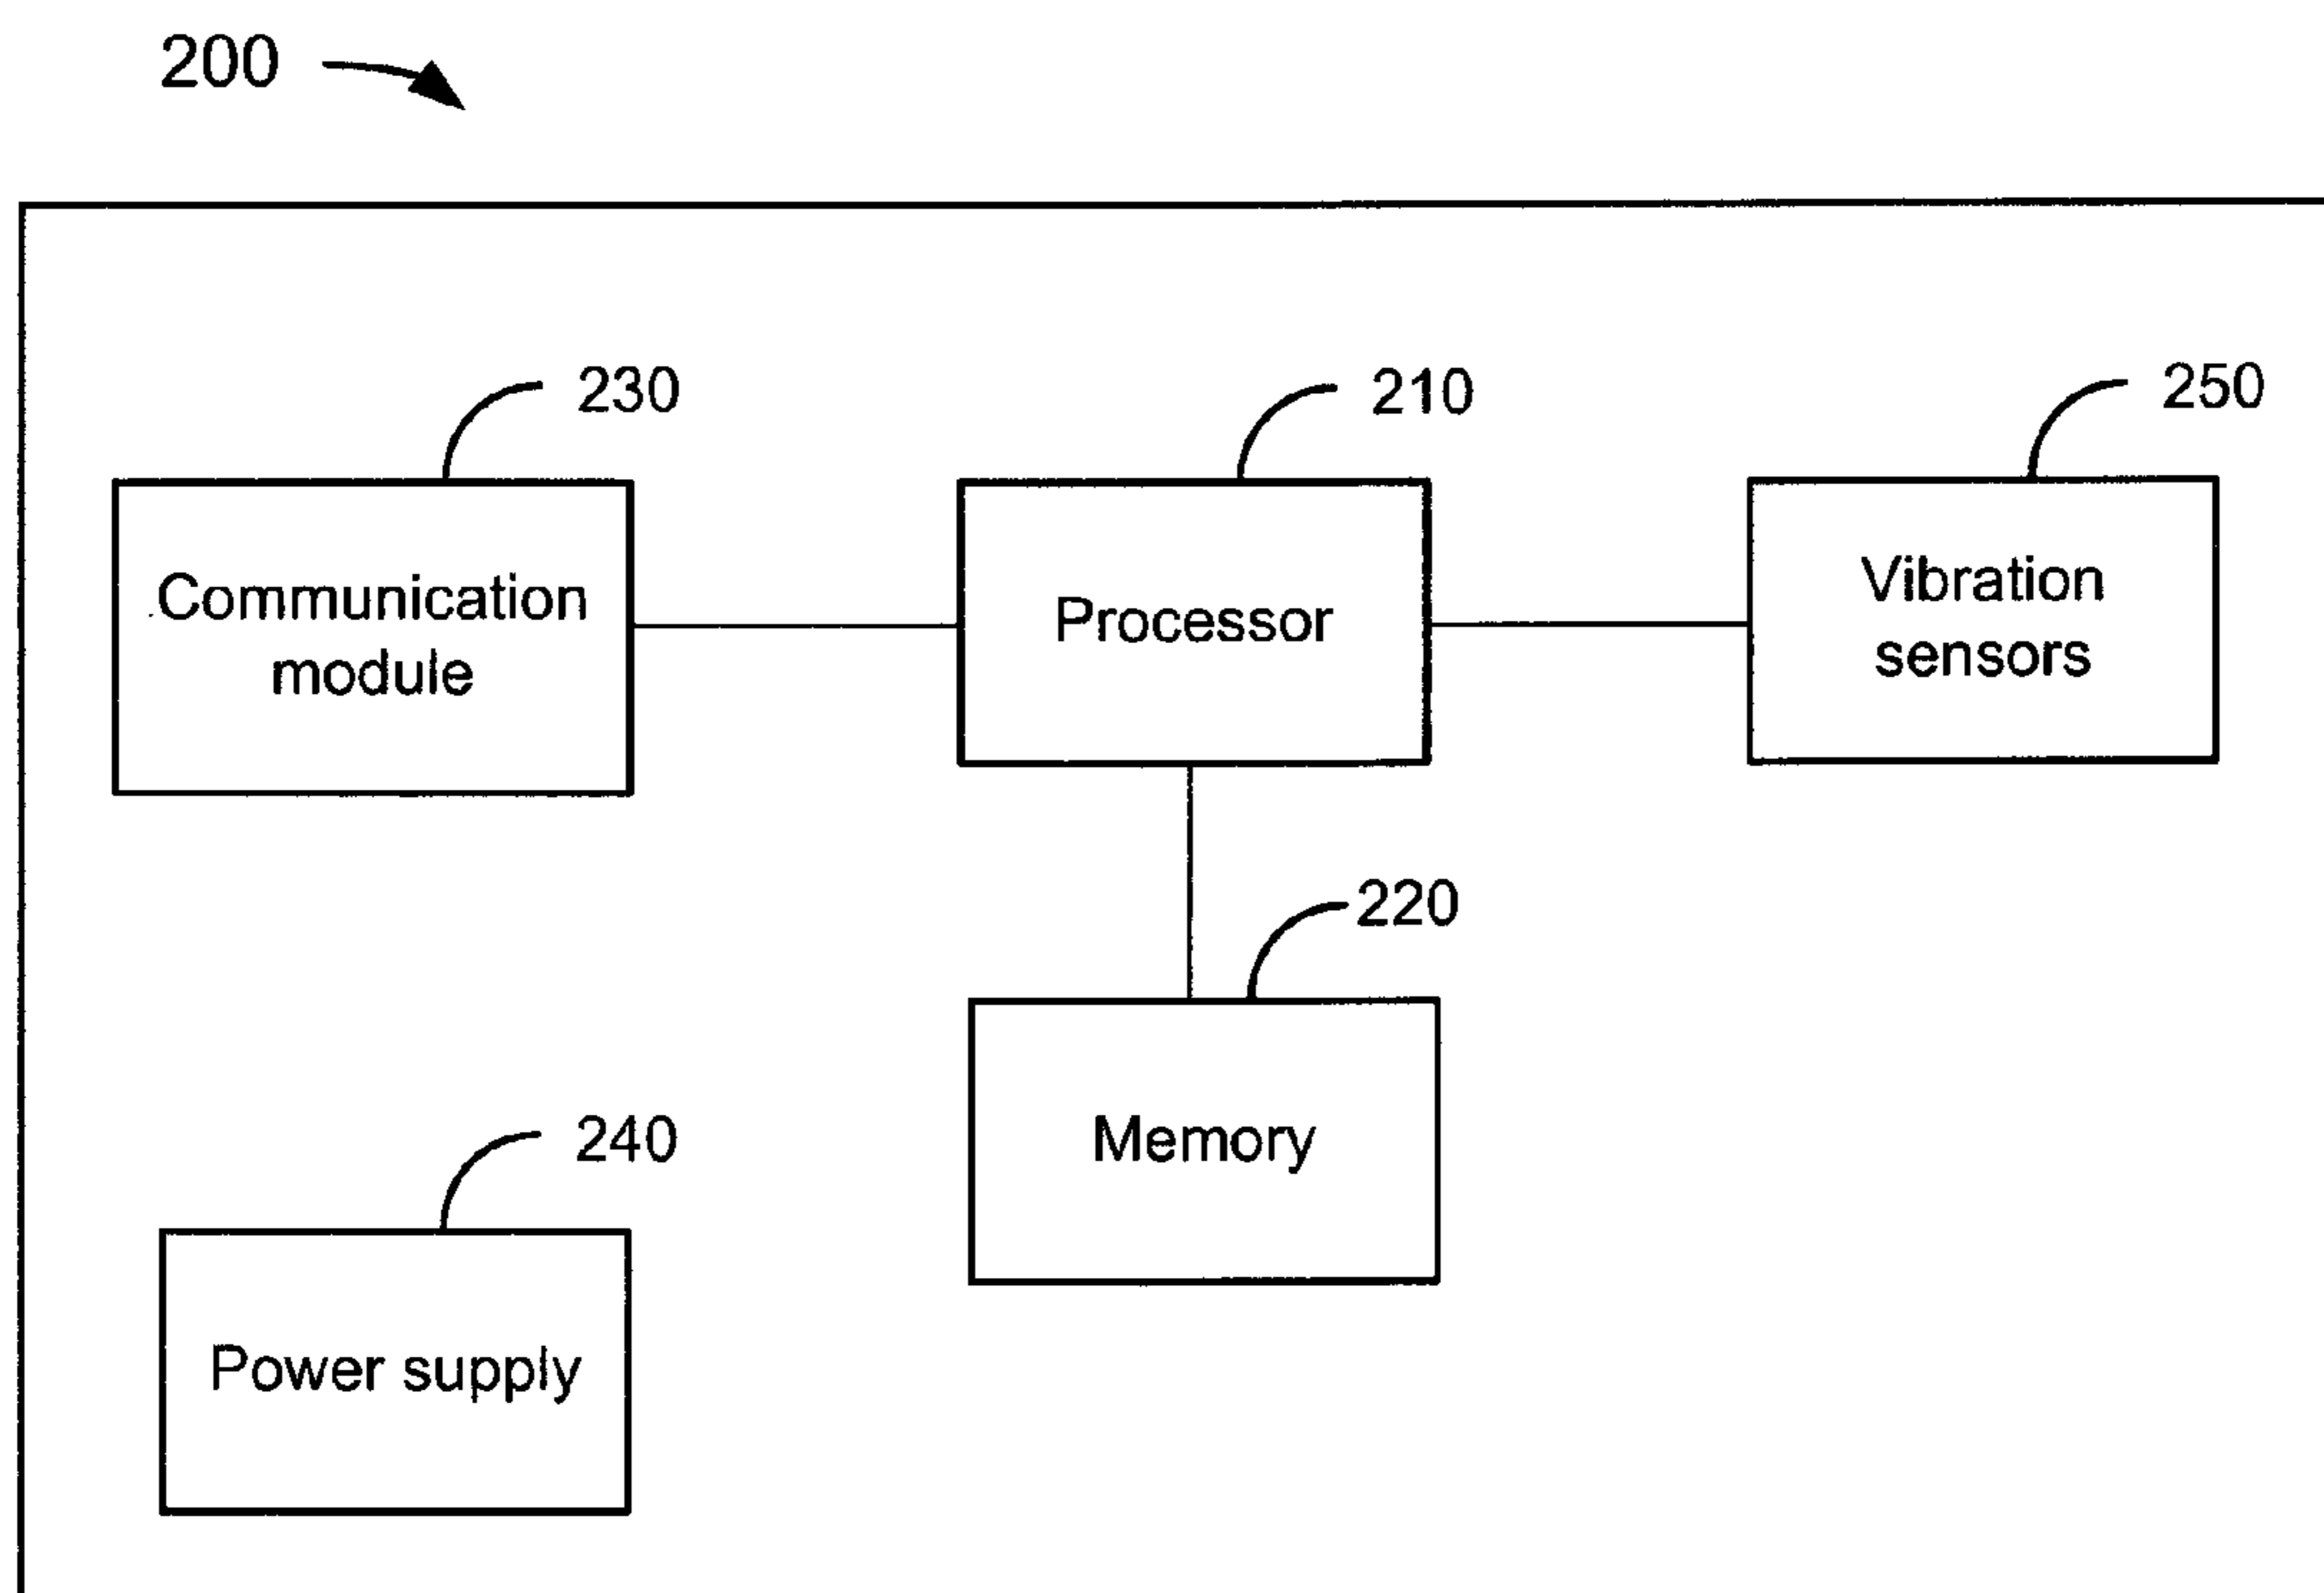 200
230
210
250
Communication
module
Processor
Vibration
sensors
220
Memory
240
Power supply